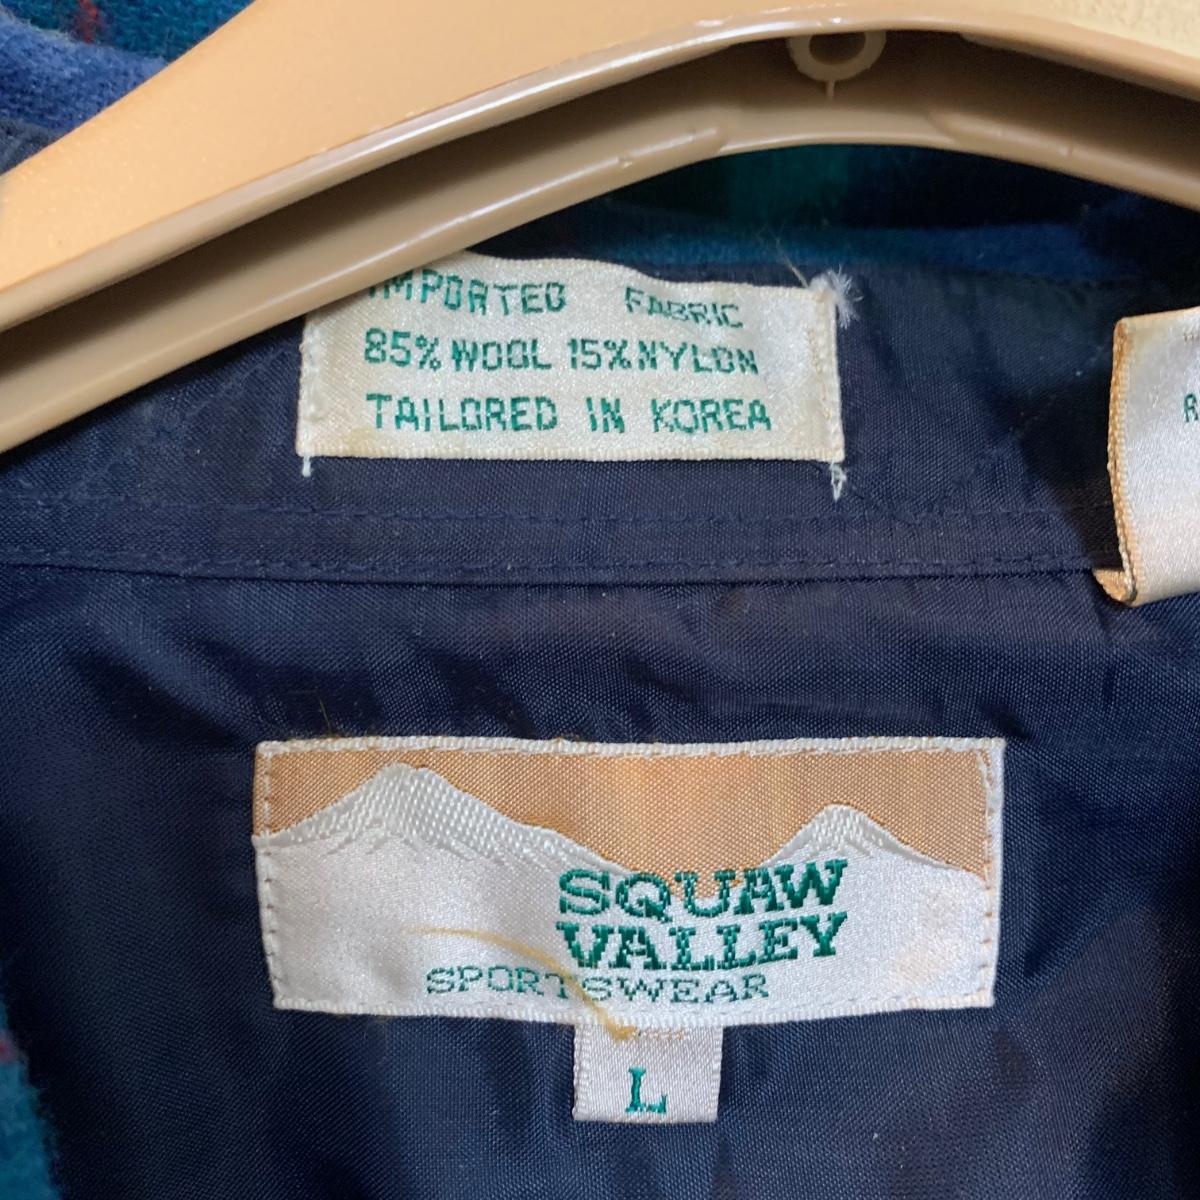 IMPORTED FABRIC
85% WOOL 15% NYLON
TAILORED IN KOREA
SQUAW
VALLEY
SPORTSWEAR
L